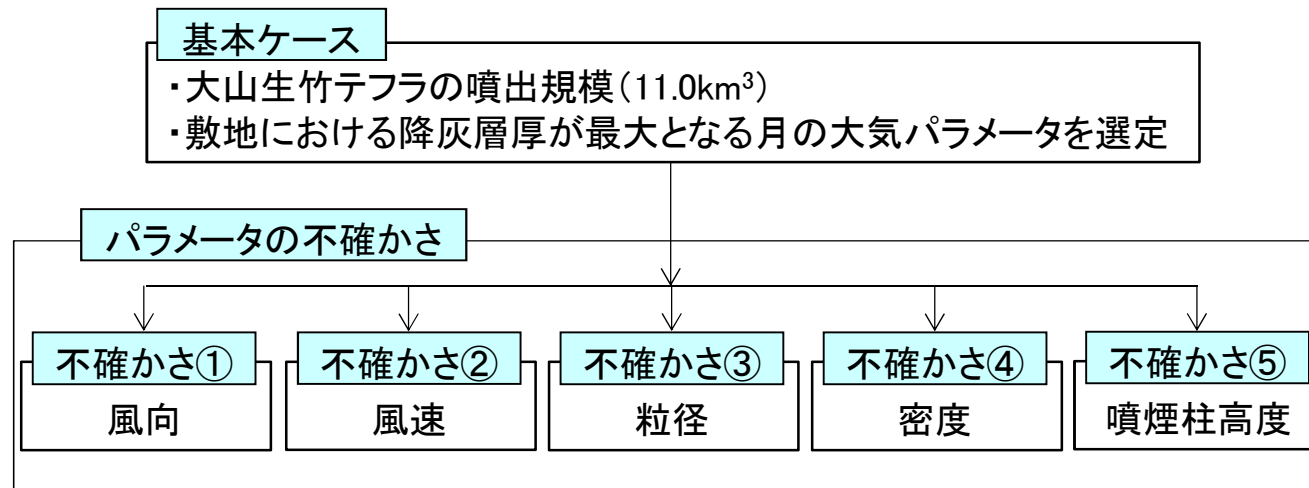 基本ケース
・大山生竹テフラの噴出規模（11.0km³）
・敷地における降灰層厚が最大となる月の大気パラメータを選定
パラメータの不確かさ
不確かさ① 不確かさ② 不確かさ③ 不確かさ④ 不確かさ⑤
風向 風速 粒径 密度 噴煙柱高度